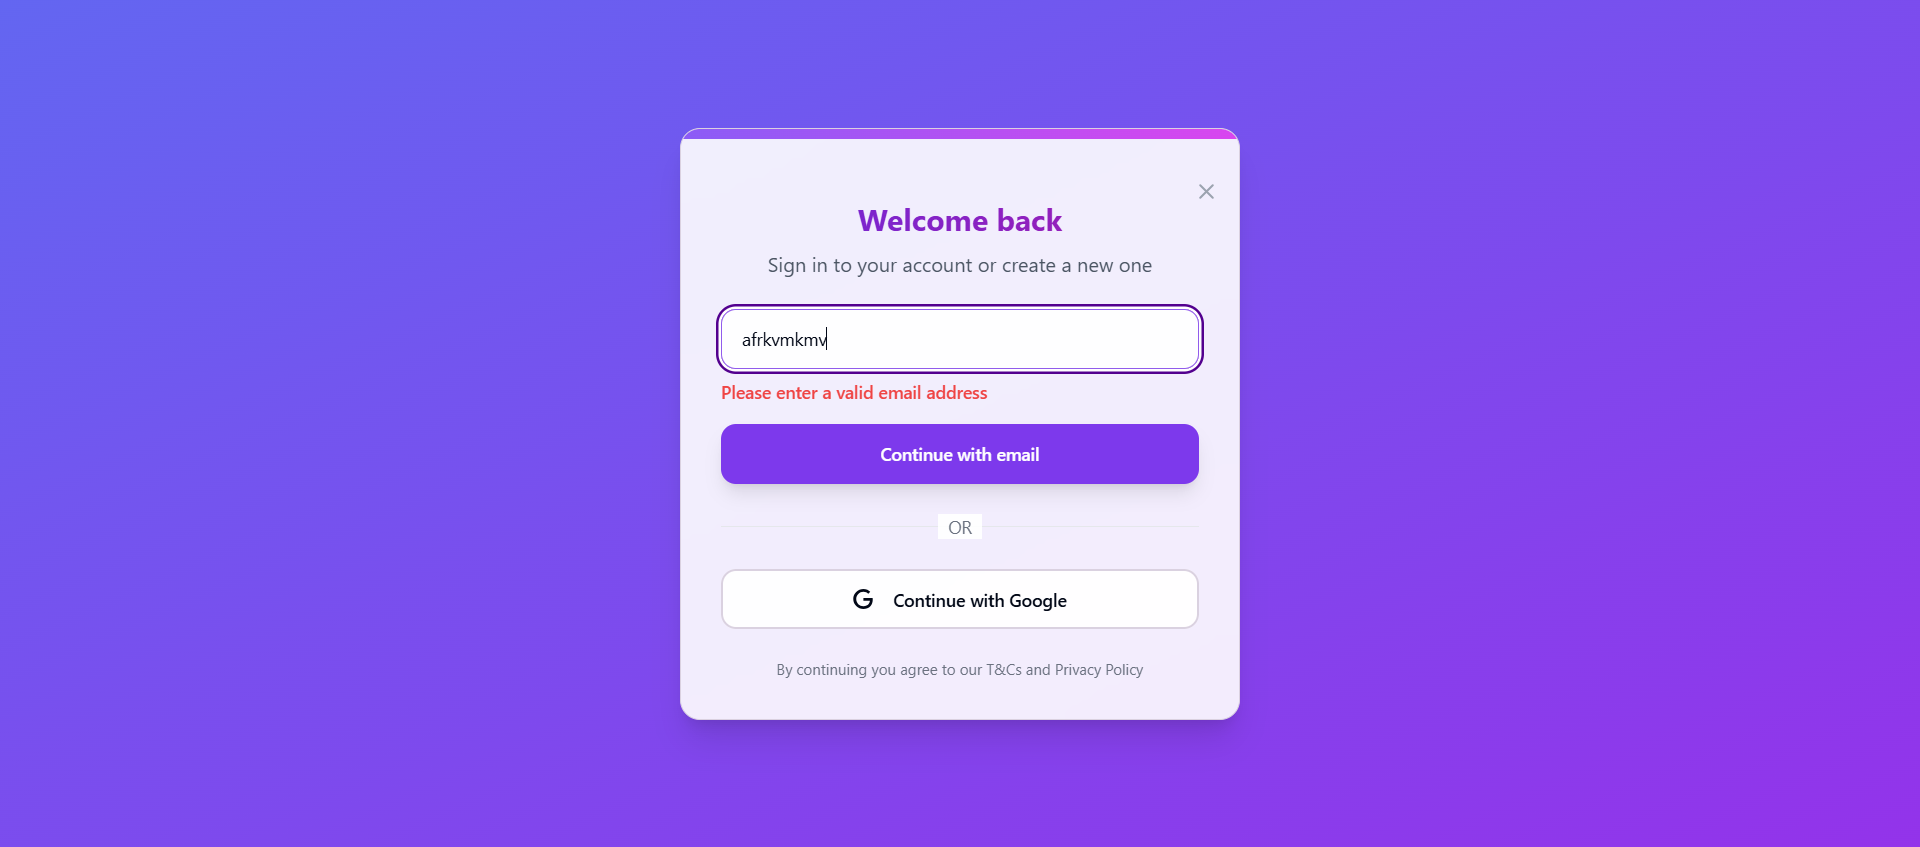 Welcome back
Sign in to your account or create a new one
afrkvmkmv
Please enter a valid email address
Continue with email
OR
Continue with Google
By continuing you agree to our T&Cs and Privacy Policy